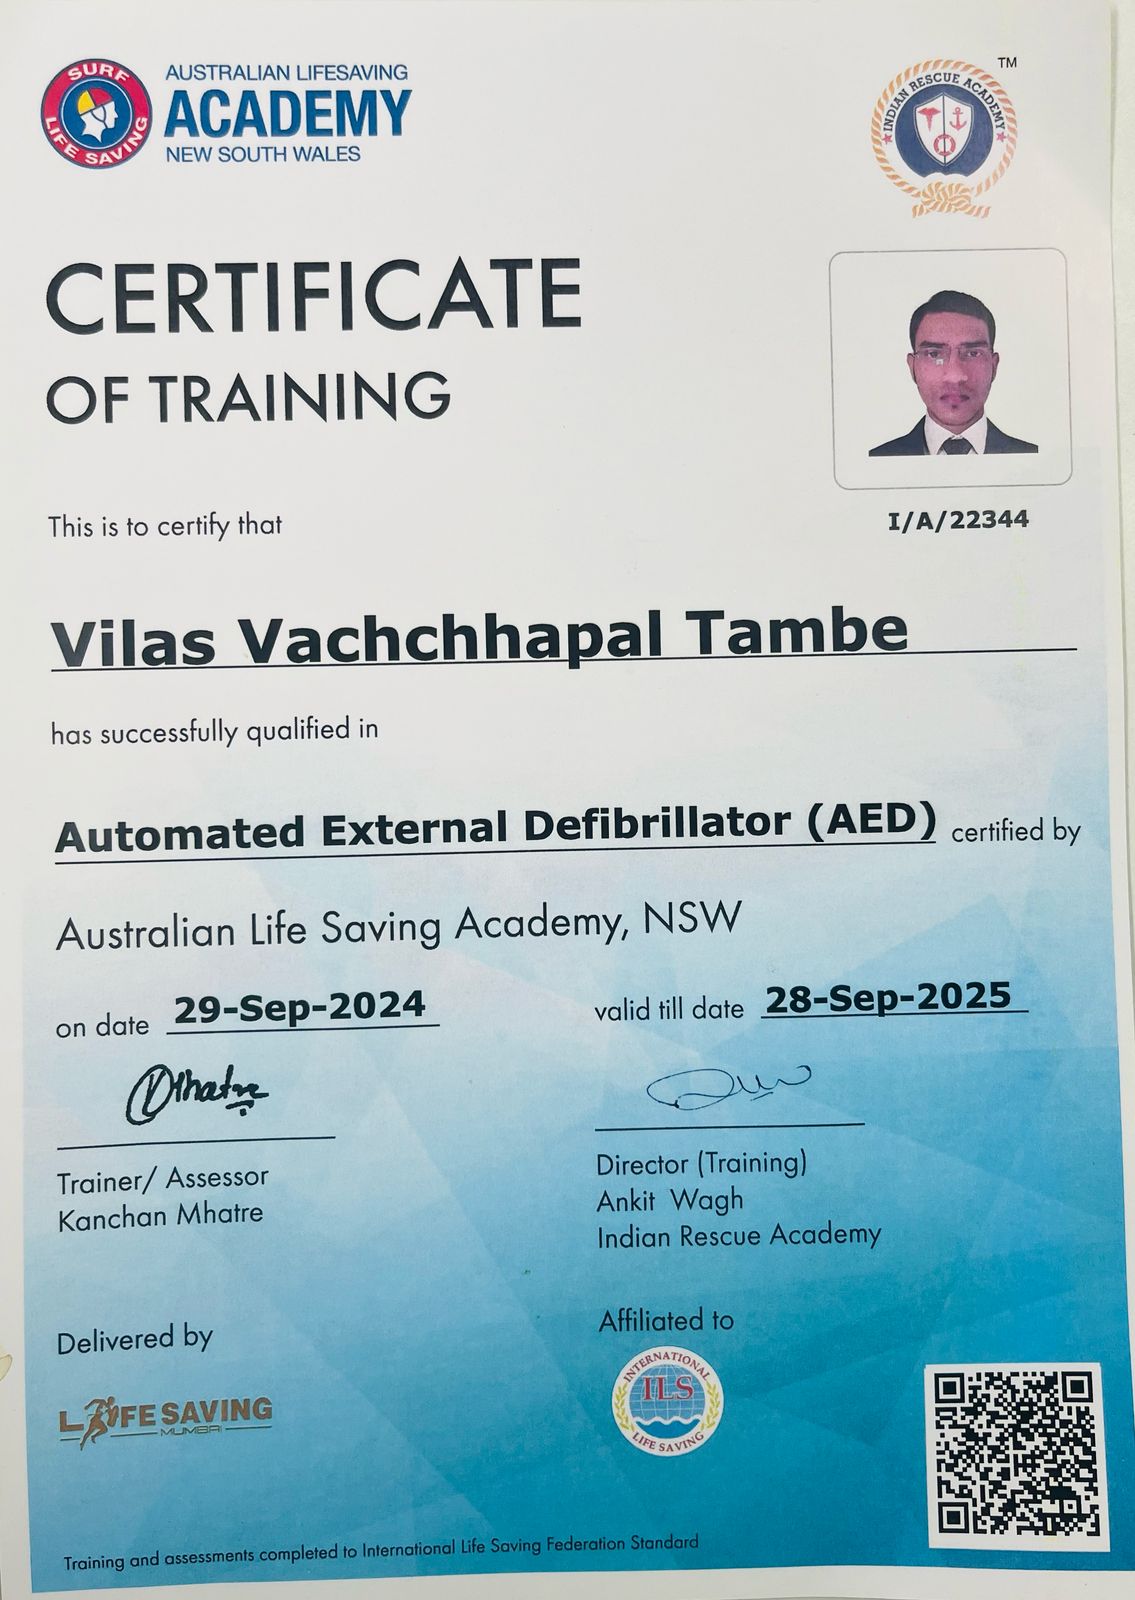 SURF
LIFE SAVING
AUSTRALIAN LIFESAVING
ACADEMY
NEW SOUTH WALES
TM
INDIAN RESCUE ACADEMY
CERTIFICATE
OF TRAINING
I/A/22344
This is to certify that
Vilas Vachchhapal Tambe
has successfully qualified in
Automated External Defibrillator (AED) certified by
Australian Life Saving Academy, NSW
on date 29-Sep-2024 valid till date 28-Sep-2025
Trainer/ Assessor
Kanchan Mhatre
Director (Training)
Ankit Wagh
Indian Rescue Academy
Delivered by
LIFE SAVING
MUMBAI
Affiliated to
INTERNATIONAL
ILS
LIFE SAVING
Training and assessments completed to International Life Saving Federation Standard